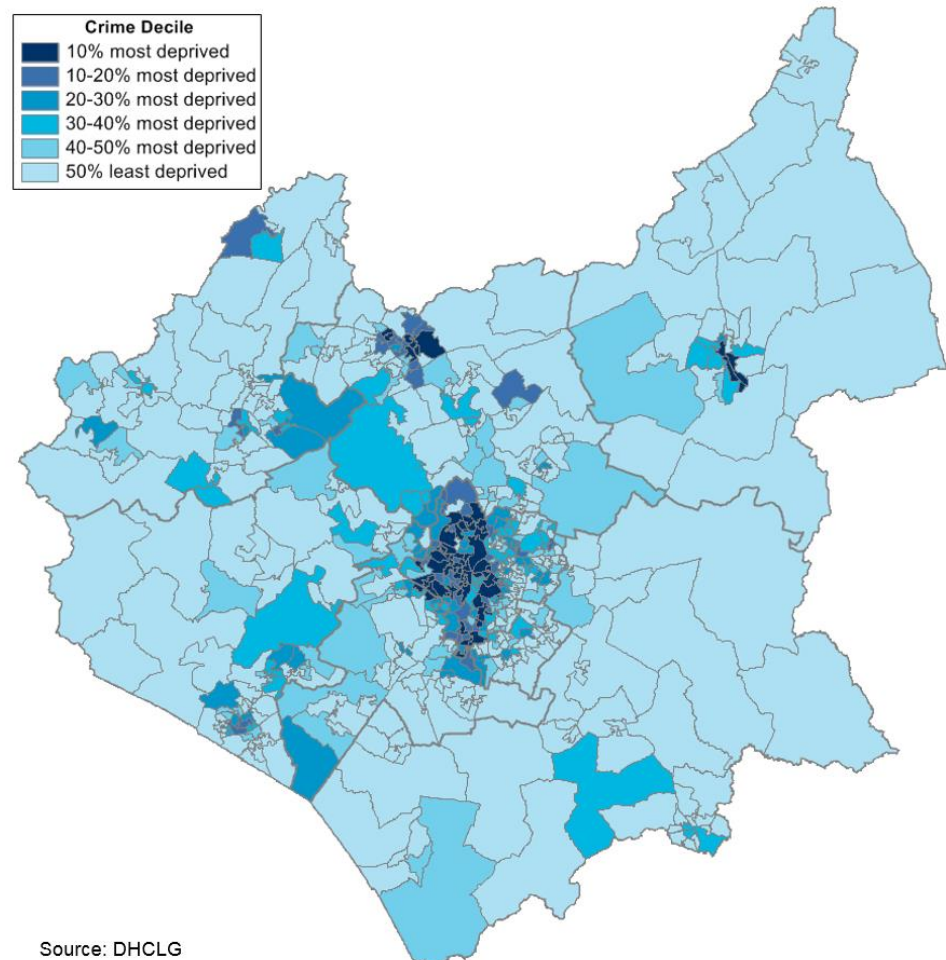 Crime Decile
10% most deprived
10-20% most deprived
20-30% most deprived
30-40% most deprived
40-50% most deprived
50% least deprived
Source: DHCLG